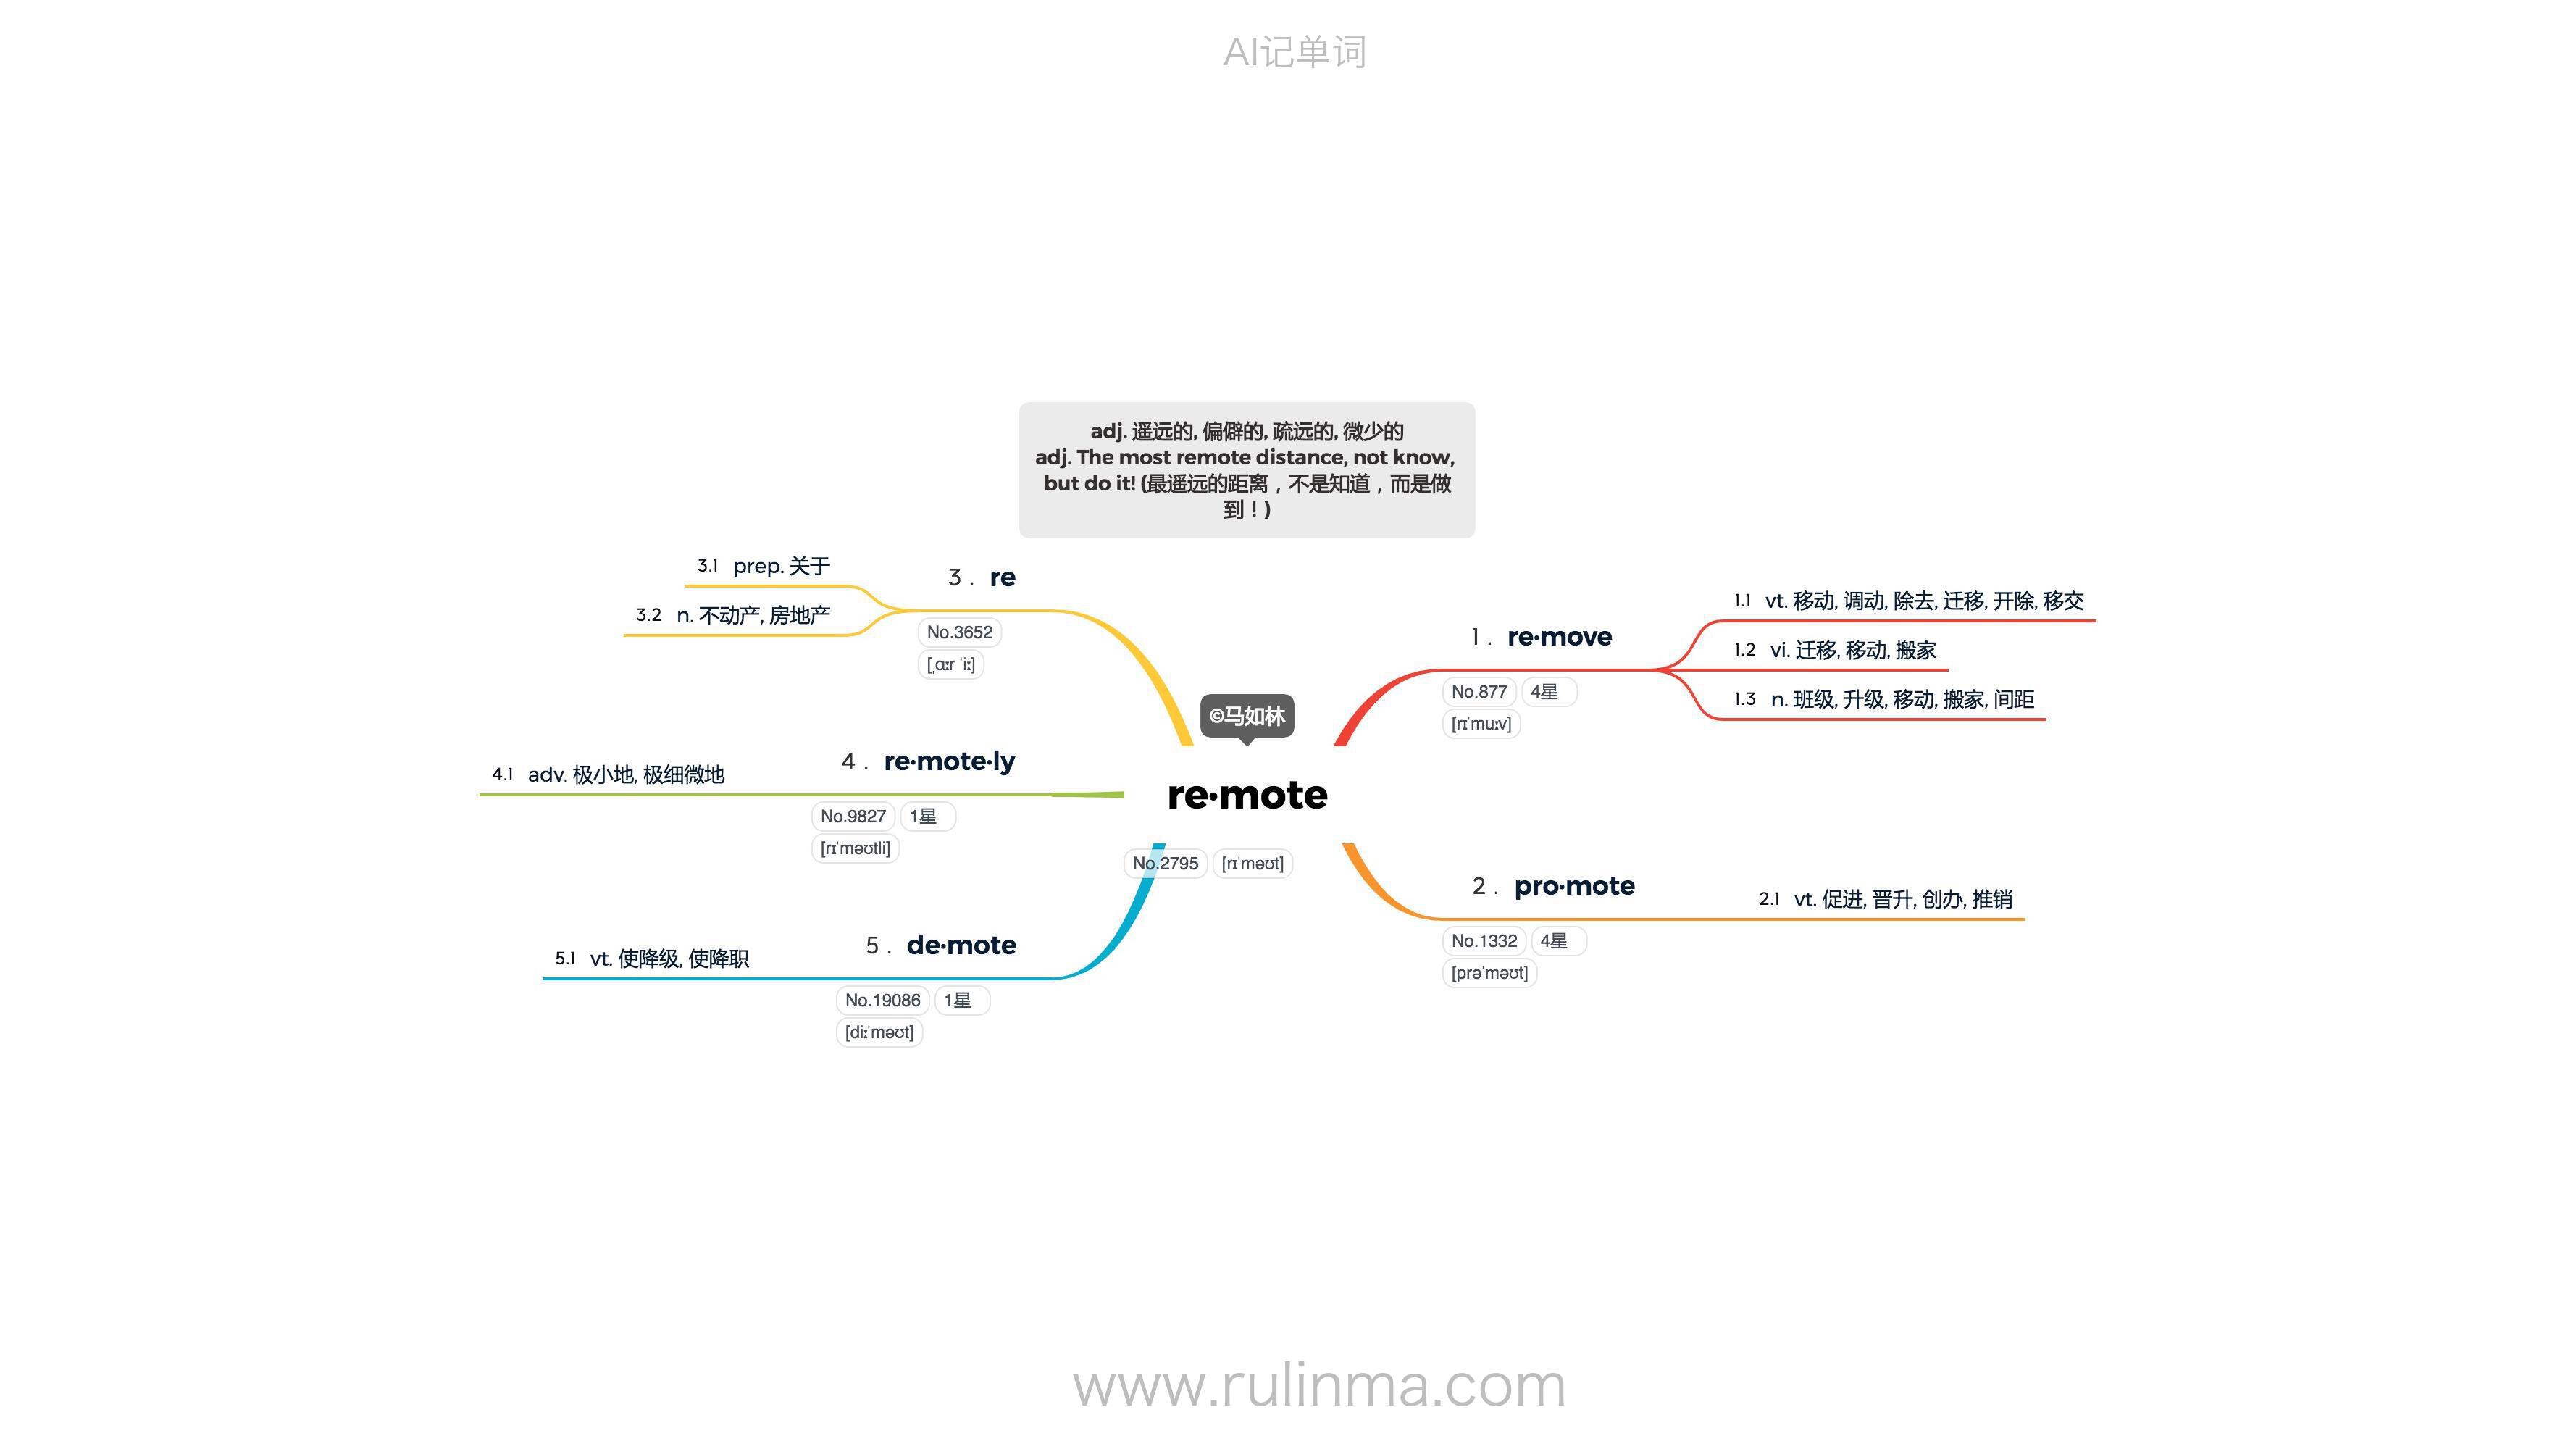 AI记单词
adj. 遥远的, 偏僻的, 疏远的, 微少的
adj. The most remote distance, not know,
but do it! (最遥远的距离，不是知道，而是做
到！)
©马如林
re·mote
No.2795 [rɪˈməʊt]
1. re·move
No.877 4星
[rɪˈmuːv]
1.1 vt. 移动, 调动, 除去, 迁移, 开除, 移交
1.2 vi. 迁移, 移动, 搬家
1.3 n. 班级, 升级, 移动, 搬家, 间距
2. pro·mote
No.1332 4星
[prəˈməʊt]
2.1 vt. 促进, 晋升, 创办, 推销
3. re
No.3652
[ˌɑːr ˈiː]
3.1 prep. 关于
3.2 n. 不动产, 房地产
4. re·mote·ly
No.9827 1星
[rɪˈməʊtli]
4.1 adv. 极小地, 极细微地
5. de·mote
No.19086 1星
[diːˈməʊt]
5.1 vt. 使降级, 使降职
www.rulinma.com